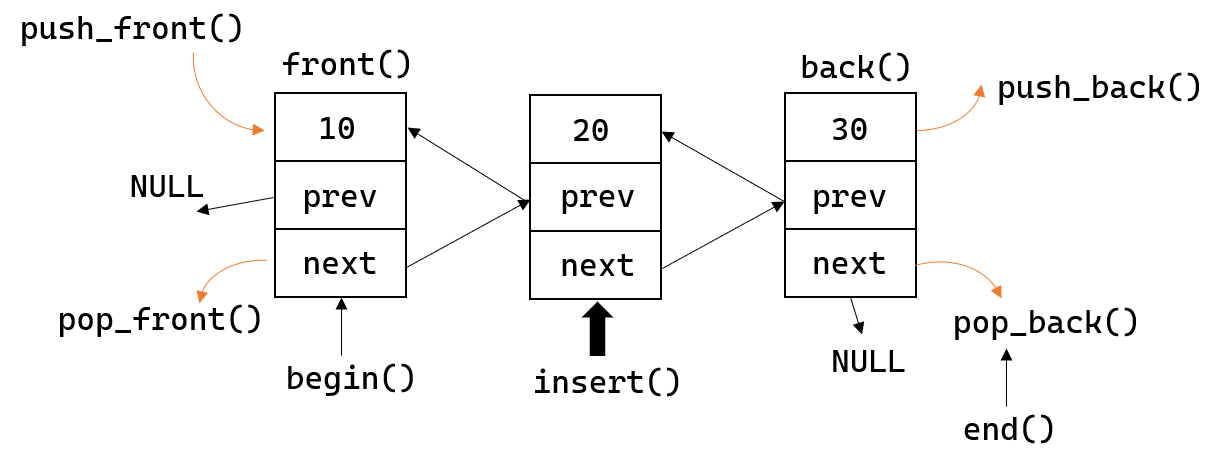 push_front()
front()
back()
push_back()
10
20
30
NULL
prev
prev
prev
next
next
next
pop_front()
pop_back()
begin()
insert()
NULL
end()